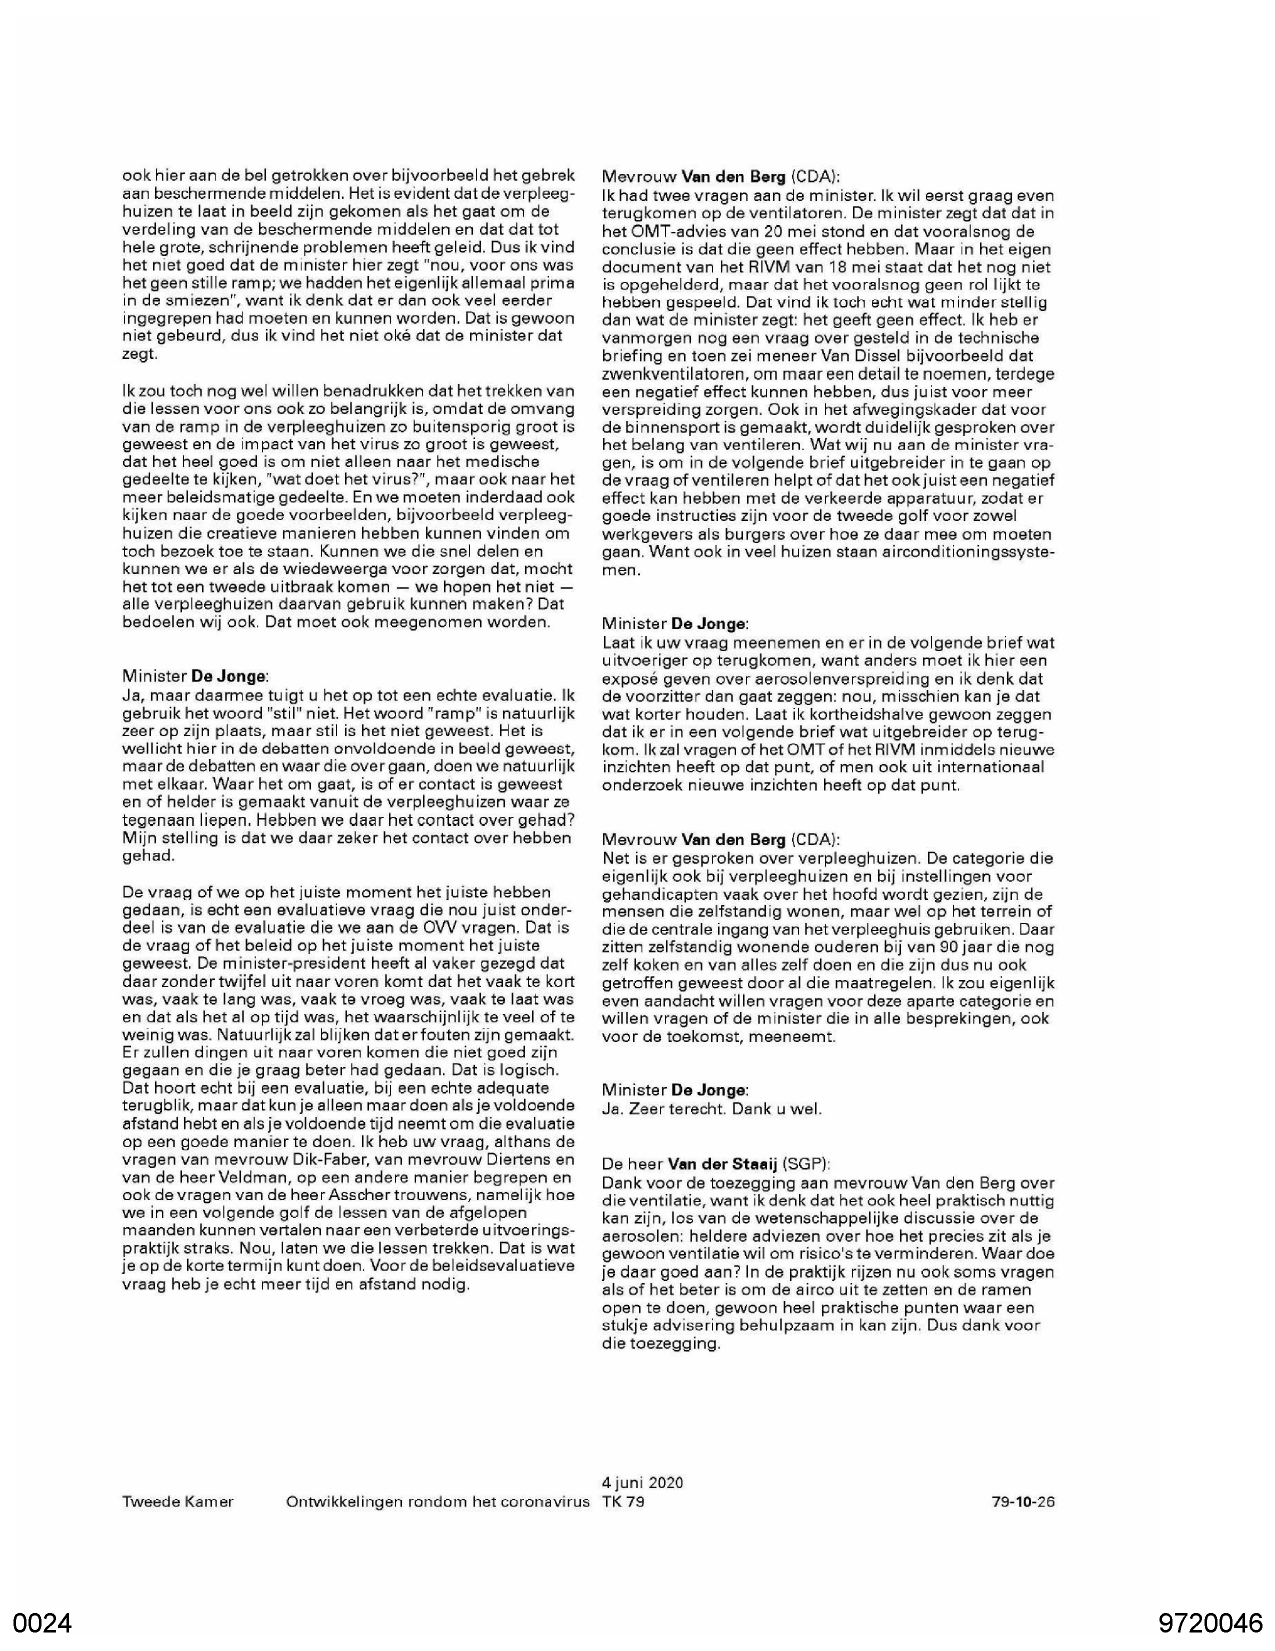 ook hier aan de bel getrokken over bijvoorbeeld het gebrek
aan beschermende middelen. Het is evident dat de verpleeg-
huizen te laat in beeld zijn gekomen als het gaat om de
verdeling van de beschermende middelen en dat dat tot
hele grote, schrijnende problemen heeft geleid. Dus ik vind
het niet goed dat de minister hier zegt "nou, voor ons was
het geen stille ramp; we hadden het eigenlijk allemaal prima
in de smiezen", want ik denk dat er dan ook veel eerder
ingegrepen had moeten en kunnen worden. Dat is gewoon
niet gebeurd, dus ik vind het niet oké dat de minister dat
zegt.
Ik zou toch nog wel willen benadrukken dat het trekken van
die lessen voor ons ook zo belangrijk is, omdat de omvang
van de ramp in de verpleeghuizen zo buitensporig groot is
geweest en de impact van het virus zo groot is geweest,
dat het heel goed is om niet alleen naar het medische
gedeelte te kijken, "wat doet het virus?", maar ook naar het
meer beleidsmatige gedeelte. En we moeten inderdaad ook
kijken naar de goede voorbeelden, bijvoorbeeld verpleeg-
huizen die creatieve manieren hebben kunnen vinden om
toch bezoek toe te staan. Kunnen we die snel delen en
kunnen we er als de wiedeweerga voor zorgen dat, mocht
het tot een tweede uitbraak komen — we hopen het niet —
alle verpleeghuizen daarvan gebruik kunnen maken? Dat
bedoelen wij ook. Dat moet ook meegenomen worden.
Minister De Jonge:
Ja, maar daarmee tuigt u het op tot een echte evaluatie. Ik
gebruik het woord "stil" niet. Het woord "ramp" is natuurlijk
zeer op zijn plaats, maar stil is het niet geweest. Het is
wellicht hier in de debatten onvoldoende in beeld geweest,
maar de debatten en waar die over gaan, doen we natuurlijk
met elkaar. Waar het om gaat, is of er contact is geweest
en of helder is gemaakt vanuit de verpleeghuizen waar ze
tegenaan liepen. Hebben we daar het contact over gehad?
Mijn stelling is dat we daar zeker het contact over hebben
gehad.
De vraag of we op het juiste moment het juiste hebben
gedaan, is echt een evaluatieve vraag die nou juist onder-
deel is van de evaluatie die we aan de OVV vragen. Dat is
de vraag of het beleid op het juiste moment het juiste
geweest. De minister-president heeft al vaker gezegd dat
daar zonder twijfel uit naar voren komt dat het vaak te kort
was, vaak te lang was, vaak te vroeg was, vaak te laat was
en dat als het al op tijd was, het waarschijnlijk te veel of te
weinig was. Natuurlijk zal blijken dat er fouten zijn gemaakt.
Er zullen dingen uit naar voren komen die niet goed zijn
gegaan en die je graag beter had gedaan. Dat is logisch.
Dat hoort echt bij een evaluatie, bij een echte adequate
terugblik, maar dat kun je alleen maar doen als je voldoende
afstand hebt en als je voldoende tijd neemt om die evaluatie
op een goede manier te doen. Ik heb uw vraag, althans de
vragen van mevrouw Dik-Faber, van mevrouw Diertens en
van de heer Veldman, op een andere manier begrepen en
ook de vragen van de heer Asscher trouwens, namelijk hoe
we in een volgende golf de lessen van de afgelopen
maanden kunnen vertalen naar een verbeterde uitvoerings-
praktijk straks. Nou, laten we die lessen trekken. Dat is wat
je op de korte termijn kunt doen. Voor de beleidsevaluatieve
vraag heb je echt meer tijd en afstand nodig.
Mevrouw Van den Berg (CDA):
Ik had twee vragen aan de minister. Ik wil eerst graag even
terugkomen op de ventilatoren. De minister zegt dat dat in
het OMT-advies van 20 mei stond en dat vooralsnog de
conclusie is dat die geen effect hebben. Maar in het eigen
document van het RIVM van 18 mei staat dat het nog niet
is opgehelderd, maar dat het vooralsnog geen rol lijkt te
hebben gespeeld. Dat vind ik toch echt wat minder stellig
dan wat de minister zegt: het geeft geen effect. Ik heb er
vanmorgen nog een vraag over gesteld in de technische
briefing en toen zei meneer Van Dissel bijvoorbeeld dat
zwenkventilatoren, om maar een detail te noemen, terdege
een negatief effect kunnen hebben, dus juist voor meer
verspreiding zorgen. Ook in het afwegingskader dat voor
de binnensport is gemaakt, wordt duidelijk gesproken over
het belang van ventileren. Wat wij nu aan de minister vra-
gen, is om in de volgende brief uitgebreider in te gaan op
de vraag of ventileren helpt of dat het ook juist een negatief
effect kan hebben met de verkeerde apparatuur, zodat er
goede instructies zijn voor de tweede golf voor zowel
werkgevers als burgers over hoe ze daar mee om moeten
gaan. Want ook in veel huizen staan airconditioningssyste-
men.
Minister De Jonge:
Laat ik uw vraag meenemen en er in de volgende brief wat
uitvoeriger op terugkomen, want anders moet ik hier een
exposé geven over aerosolenverspreiding en ik denk dat
de voorzitter dan gaat zeggen: nou, misschien kan je dat
wat korter houden. Laat ik kortheidshalve gewoon zeggen
dat ik er in een volgende brief wat uitgebreider op terug-
kom. Ik zal vragen of het OMT of het RIVM inmiddels nieuwe
inzichten heeft op dat punt, of men ook uit internationaal
onderzoek nieuwe inzichten heeft op dat punt.
Mevrouw Van den Berg (CDA):
Net is er gesproken over verpleeghuizen. De categorie die
eigenlijk ook bij verpleeghuizen en bij instellingen voor
gehandicapten vaak over het hoofd wordt gezien, zijn de
mensen die zelfstandig wonen, maar wel op het terrein of
die de centrale ingang van het verpleeghuis gebruiken. Daar
zitten zelfstandig wonende ouderen bij van 90 jaar die nog
zelf koken en van alles zelf doen en die zijn dus nu ook
getroffen geweest door al die maatregelen. Ik zou eigenlijk
even aandacht willen vragen voor deze aparte categorie en
willen vragen of de minister die in alle besprekingen, ook
voor de toekomst, meeneemt.
Minister De Jonge:
Ja. Zeer terecht. Dank u wel.
De heer Van der Staaij (SGP):
Dank voor de toezegging aan mevrouw Van den Berg over
die ventilatie, want ik denk dat het ook heel praktisch nuttig
kan zijn, los van de wetenschappelijke discussie over de
aerosolen: heldere adviezen over hoe het precies zit als je
gewoon ventilatie wil om risico's te verminderen. Waar doe
je daar goed aan? In de praktijk rijzen nu ook soms vragen
als of het beter is om de airco uit te zetten en de ramen
open te doen, gewoon heel praktische punten waar een
stukje advisering behulpzaam in kan zijn. Dus dank voor
die toezegging.
4 juni 2020
Tweede Kamer Ontwikkelingen rondom het coronavirus TK 79 79-10-26
0024 9720046